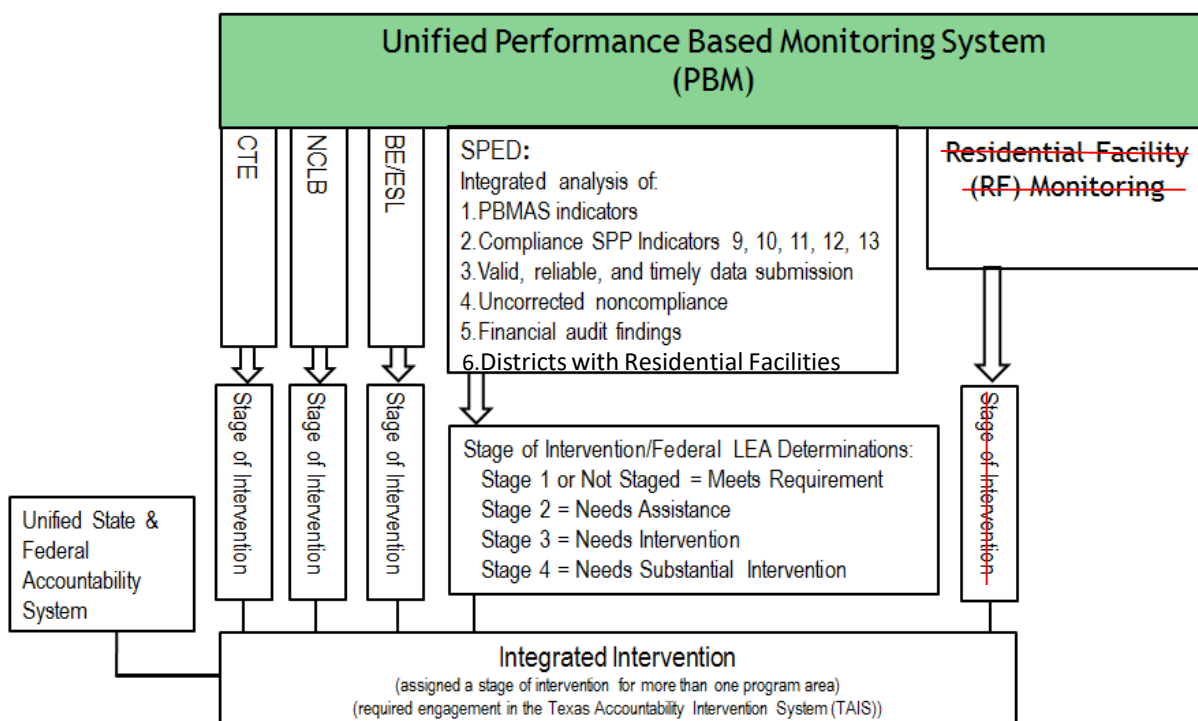 Unified Performance Based Monitoring System
(PBM)
CTE
NCLB
BE/ESL
SPED:
Integrated analysis of:
1.PBMAS indicators
2.Compliance SPP Indicators 9, 10, 11, 12, 13
3.Valid, reliable, and timely data submission
4.Uncorrected noncompliance
5.Financial audit findings
6.Districts with Residential Facilities
Residential Facility
(RF) Monitoring
Stage of Intervention
Stage of Intervention
Stage of Intervention
Stage of Intervention/Federal LEA Determinations:
Stage 1 or Not Staged = Meets Requirement
Stage 2 = Needs Assistance
Stage 3 = Needs Intervention
Stage 4 = Needs Substantial Intervention
Stage of Intervention
Unified State &
Federal
Accountability
System
Integrated Intervention
(assigned a stage of intervention for more than one program area)
(required engagement in the Texas Accountability Intervention System (TAIS))